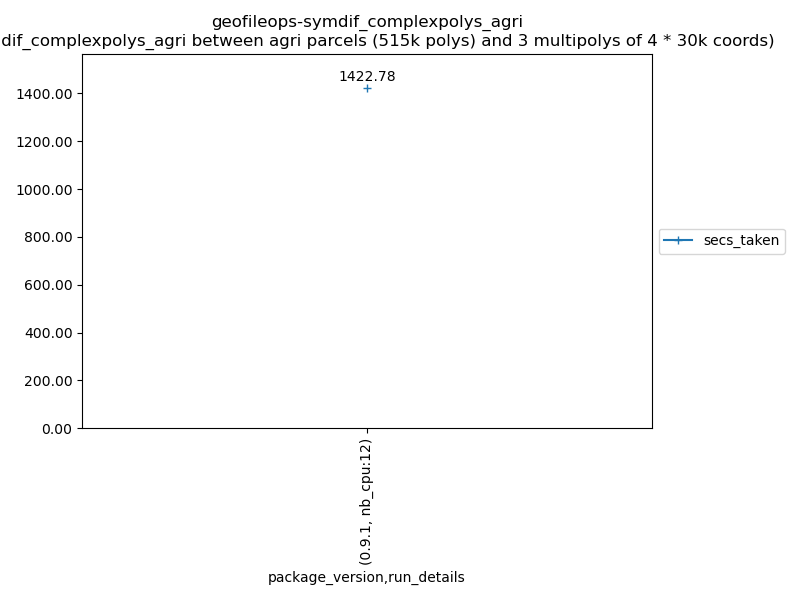 geofileops-symdif_complexpolys_agri
dif_complexpolys_agri between agri parcels (515k polys) and 3 multipolys of 4 * 30k coords)
1422.78
1400.00
1200.00
1000.00
800.00
600.00
400.00
200.00
0.00
secs_taken
(0.9.1, nb_cpu:12)
package_version,run_details